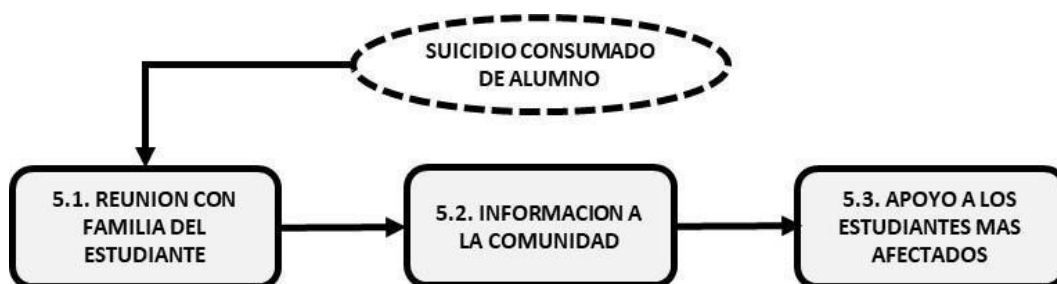 SUICIDIO CONSUMADO
DE ALUMNO
5.1. REUNION CON
FAMILIA DEL
ESTUDIANTE
5.2. INFORMACION A
LA COMUNIDAD
5.3. APOYO A LOS
ESTUDIANTES MAS
AFECTADOS